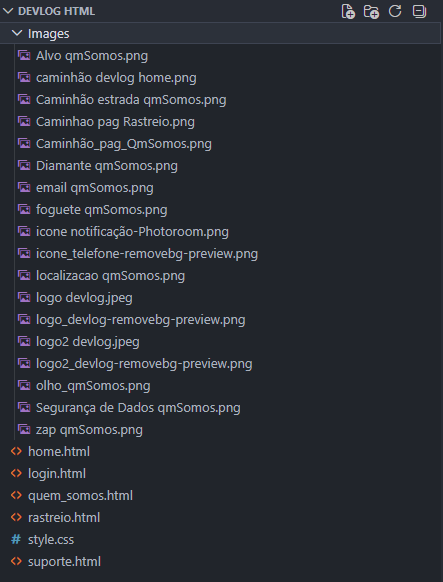 DEVLOG HTML
Images
Alvo qmSomos.png
caminhão devlog home.png
Caminhão estrada qmSomos.png
Caminhao pag Rastreio.png
Caminhão_pag_QmSomos.png
Diamante qmSomos.png
email qmSomos.png
foguete qmSomos.png
icone notificação-Photoroom.png
icone_telefone-removebg-preview.png
localizacao qmSomos.png
logo devlog.jpeg
logo_devlog-removebg-preview.png
logo2 devlog.jpeg
logo2_devlog-removebg-preview.png
olho_qmSomos.png
Segurança de Dados qmSomos.png
zap qmSomos.png
home.html
login.html
quem_somos.html
rastreio.html
# style.css
suporte.html